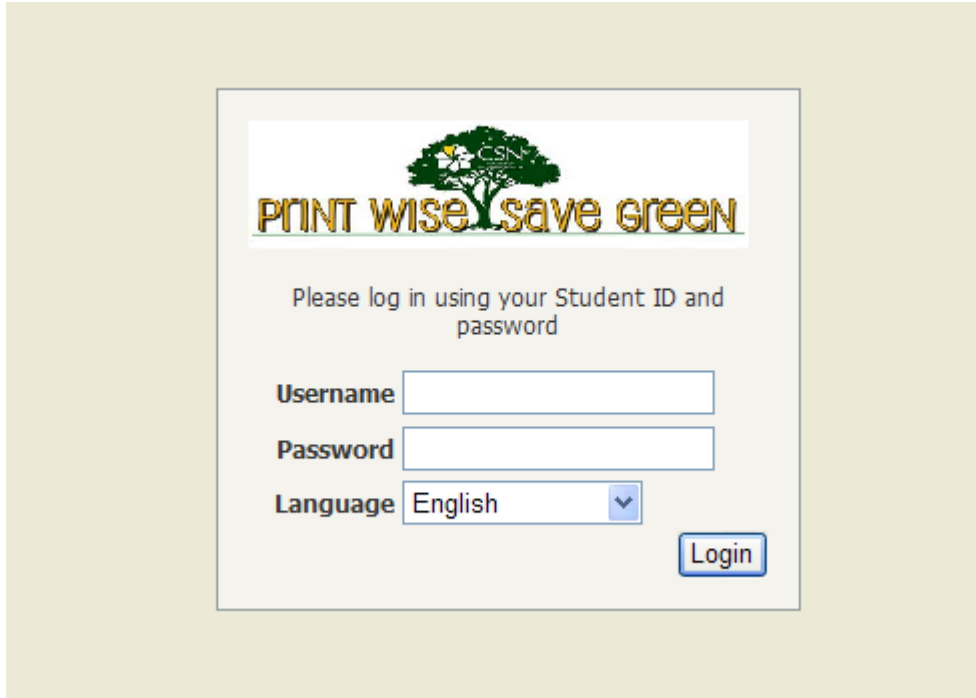 CSN
PRINT WISE SAVE GREEN
Please log in using your Student ID and
password
Username
Password
Language English
Login